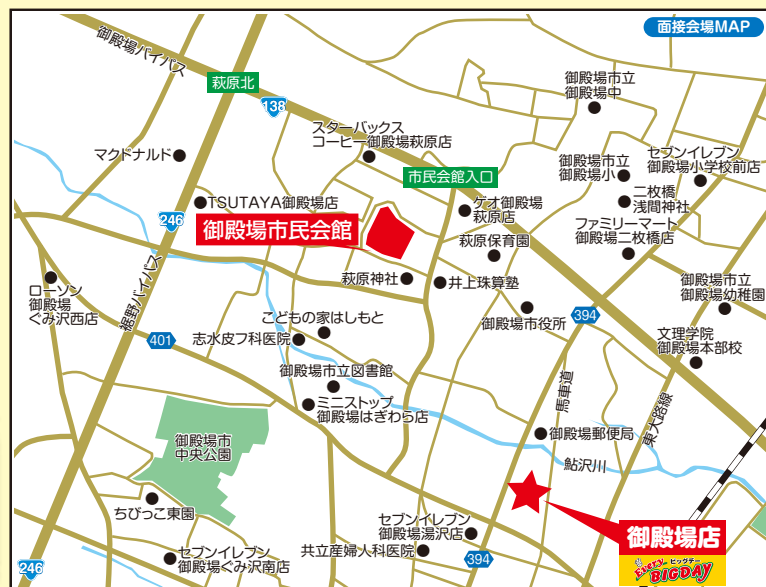 面接会場MAP
御殿場バイパス
萩原北
138
御殿場市立
御殿場中
スターバックス
コーヒー御殿場萩原店
マクドナルド
市民会館入口
御殿場市立
御殿場小
セブンイレブン
御殿場小学校前店
二枚橋
浅間神社
TSUTAYA御殿場店
ゲオ御殿場
萩原店
246
御殿場市民会館
ファミリーマート
御殿場二枚橋店
萩原保育園
萩原神社
井上珠算塾
御殿場市立
御殿場幼稚園
ローソン
御殿場
ぐみ沢西店
裾野バイパス
こどもの家はしもと
御殿場市役所
394
401
志水皮フ科医院
文理学院
御殿場本部校
御殿場市立図書館
馬車道
東大路線
ミニストップ
御殿場はぎわら店
御殿場市
中央公園
御殿場郵便局
鮎沢川
ちびっこ東園
セブンイレブン
御殿場湯沢店
御殿場店
共立産婦人科医院
394
セブンイレブン
御殿場ぐみ沢南店
246
Every ビッグデー
BIGDAY